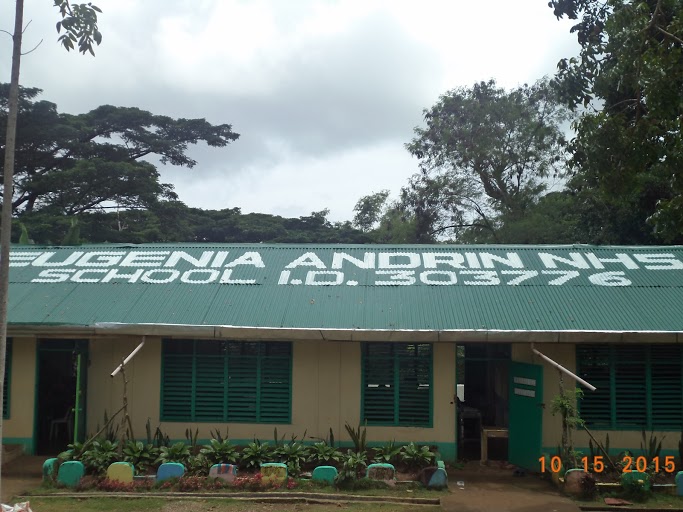 EUGENIA ANDRIN NHS
SCHOOL I.D. 303776
10 15 2015